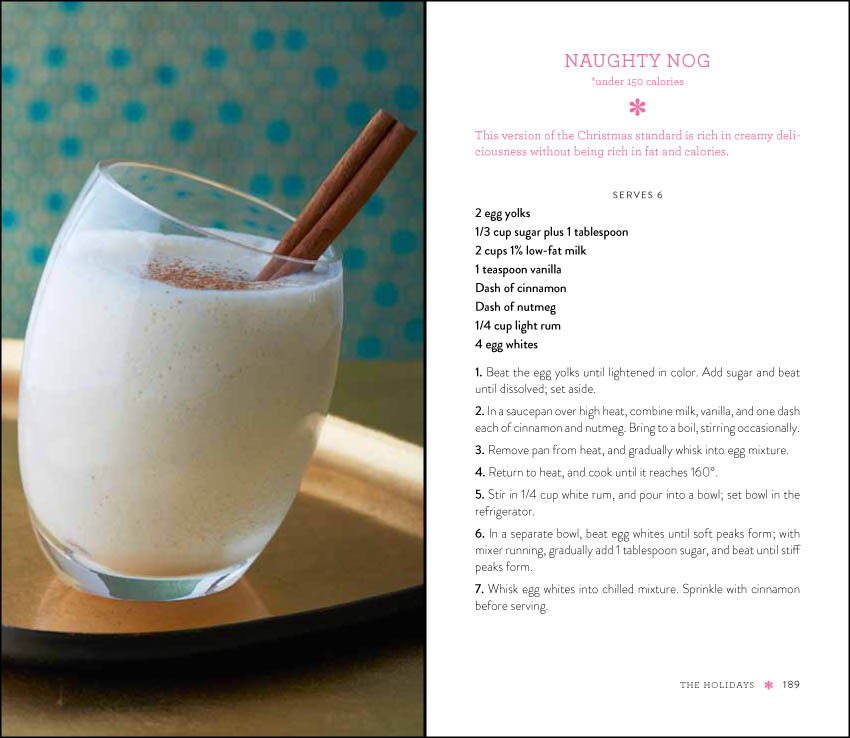 NAUGHTY NOG
*under 150 calories
*
This version of the Christmas standard is rich in creamy deli-
ciousness without being rich in fat and calories.
SERVES 6
2 egg yolks
1/3 cup sugar plus 1 tablespoon
2 cups 1% low-fat milk
1 teaspoon vanilla
Dash of cinnamon
Dash of nutmeg
1/4 cup light rum
4 egg whites
1. Beat the egg yolks until lightened in color. Add sugar and beat
until dissolved; set aside.
2. In a saucepan over high heat, combine milk, vanilla, and one dash
each of cinnamon and nutmeg. Bring to a boil, stirring occasionally.
3. Remove pan from heat, and gradually whisk into egg mixture.
4. Return to heat, and cook until it reaches 160°.
5. Stir in 1/4 cup white rum, and pour into a bowl; set bowl in the
refrigerator.
6. In a separate bowl, beat egg whites until soft peaks form; with
mixer running, gradually add 1 tablespoon sugar, and beat until stiff
peaks form.
7. Whisk egg whites into chilled mixture. Sprinkle with cinnamon
before serving.
THE HOLIDAYS * 189